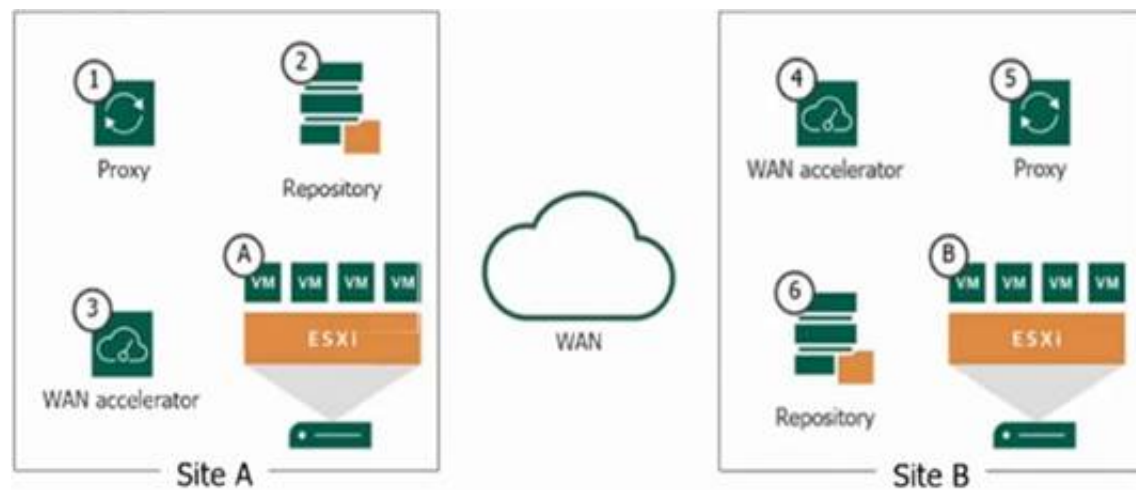 1
Proxy
2
Repository
3
WAN accelerator
A
VM VM VM VM
ESXi
Site A
WAN
4
WAN accelerator
5
Proxy
6
Repository
B
VM VM VM VM
ESXi
Site B